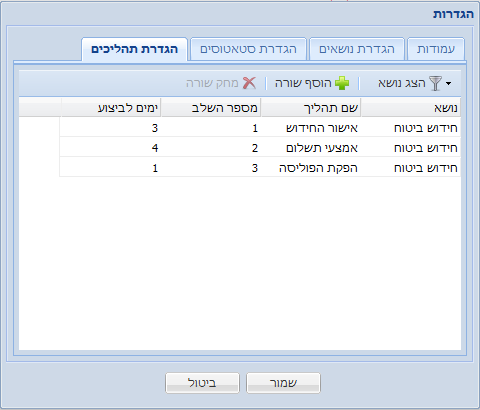 הגדרות
עמודות הגדרת נושאים הגדרת סטאטוסים הגדרת תהליכים
הצג נושא הוסף שורה מחק שורה
נושא שם תהליך מספר השלב ימים לביצוע
חידוש ביטוח אישור החידוש 1 3
חידוש ביטוח אמצעי תשלום 2 4
חידוש ביטוח הפקת הפוליסה 3 1
שמור ביטול